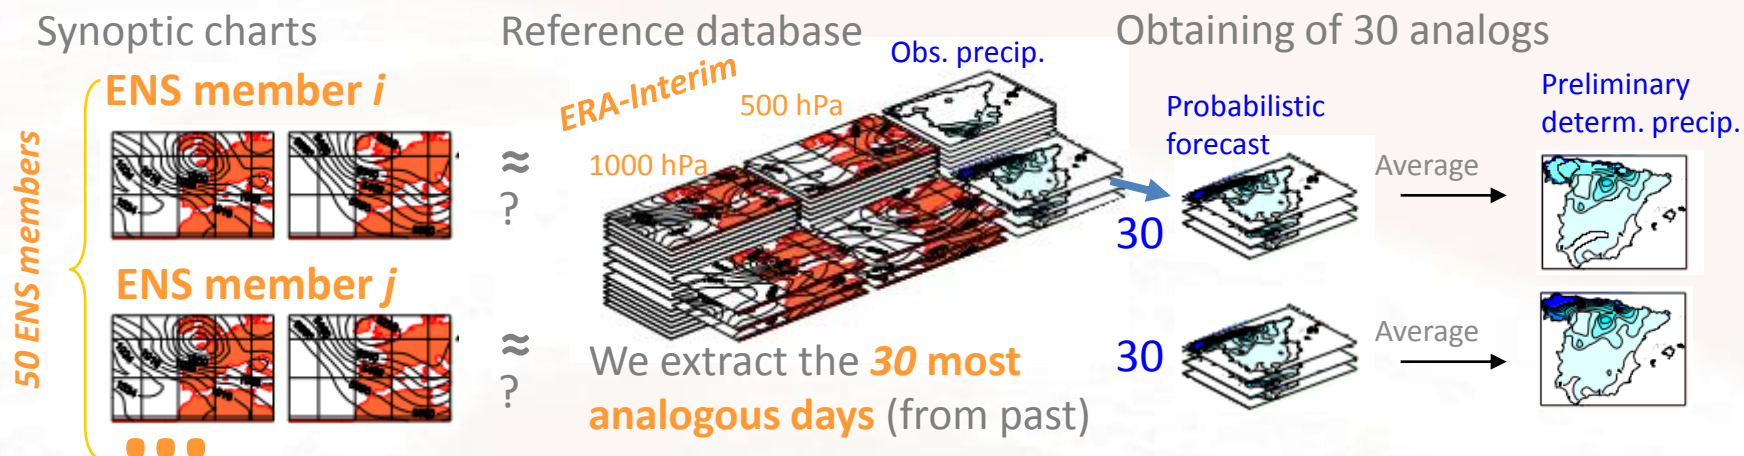 Synoptic charts
Reference database
Obtaining of 30 analogs
50 ENS members
ENS member i
ENS member j
...
≈
?
≈
?
ERA-Interim
500 hPa
1000 hPa
Obs. precip.
We extract the 30 most
analogous days (from past)
Probabilistic
forecast
30
30
Average
Average
Preliminary
determ. precip.